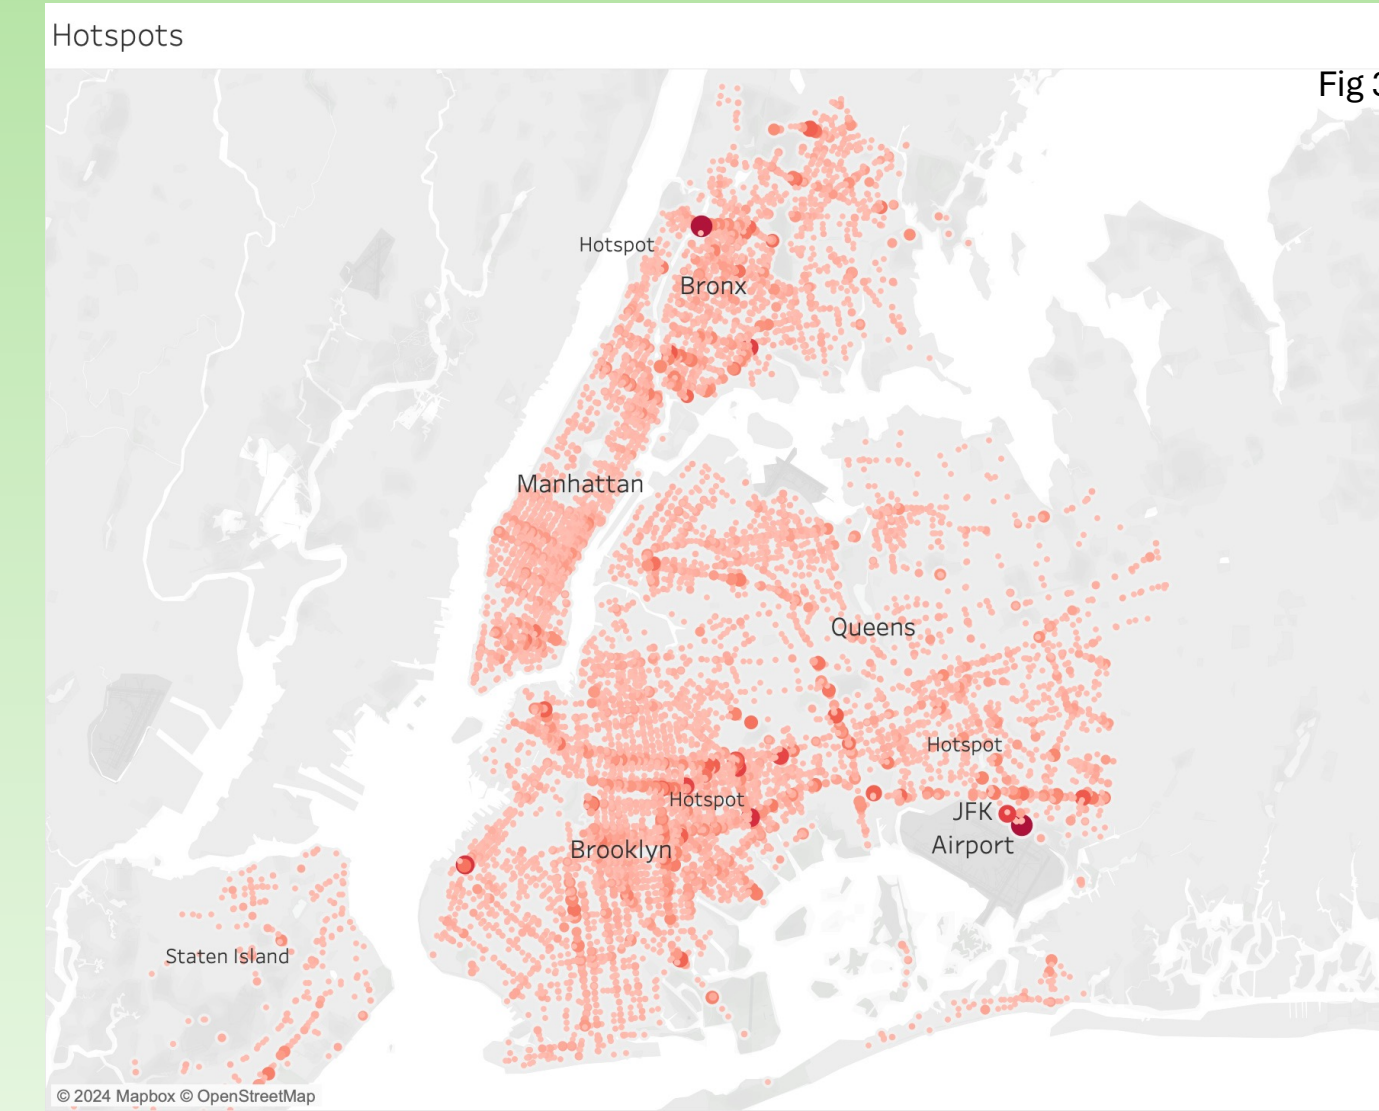 Hotspots
Fig 3
Hotspot
Bronx
Manhattan
Queens
Hotspot
Hotspot
JFK
Airport
Brooklyn
Staten Island
© 2024 Mapbox © OpenStreetMap